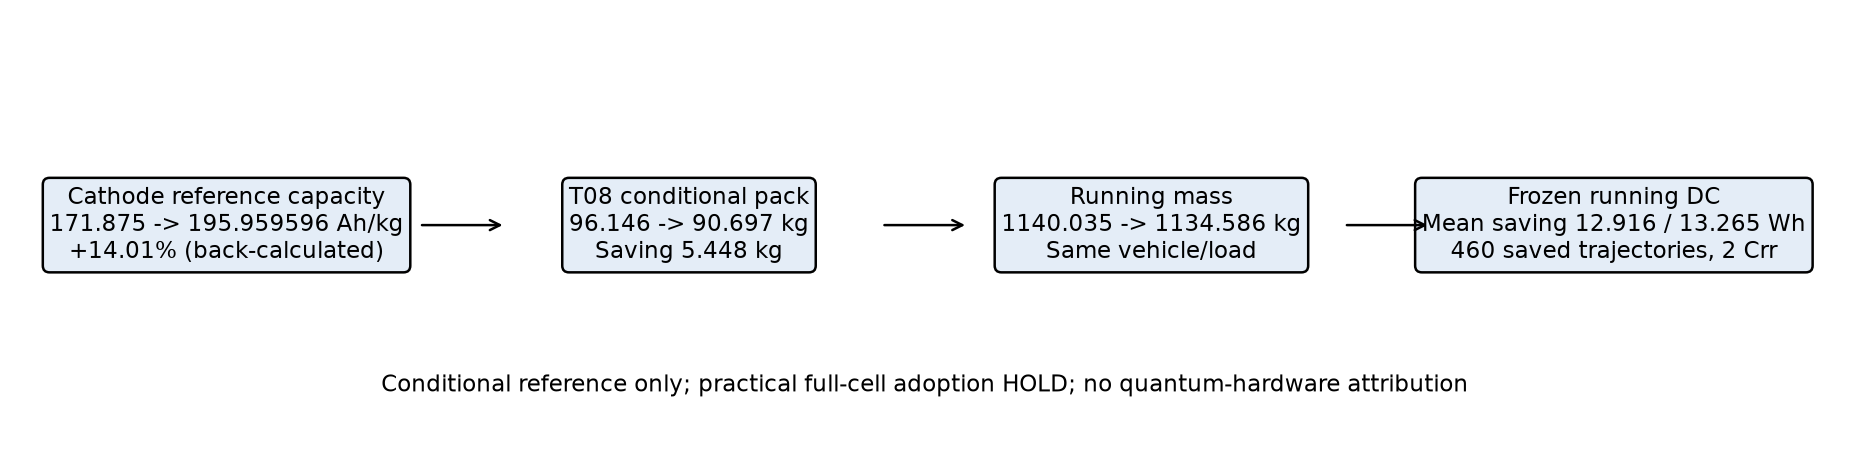 Cathode reference capacity
171.875 -> 195.959596 Ah/kg
+14.01% (back-calculated)
T08 conditional pack
96.146 -> 90.697 kg
Saving 5.448 kg
Running mass
1140.035 -> 1134.586 kg
Same vehicle/load
Frozen running DC
Mean saving 12.916 / 13.265 Wh
460 saved trajectories, 2 Crr
Conditional reference only; practical full-cell adoption HOLD; no quantum-hardware attribution